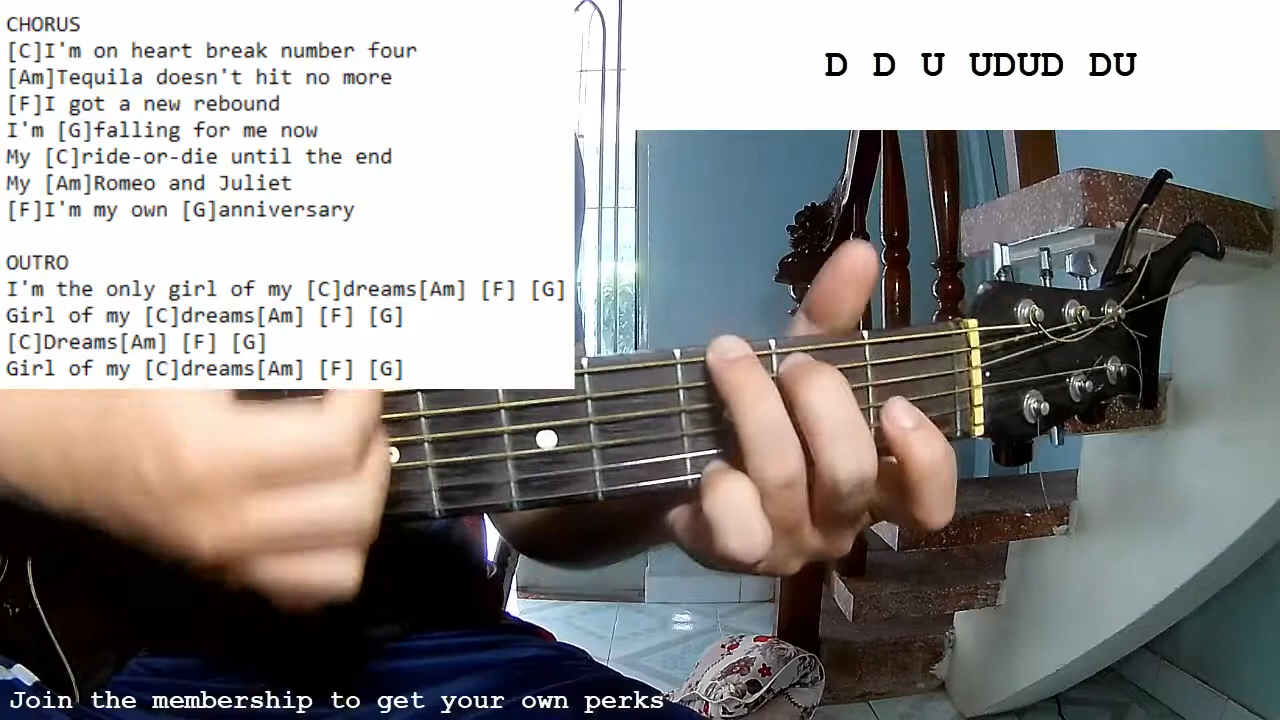 CHORUS
[C]I'm on heart break number four
[Am]Tequila doesn't hit no more
[F]I got a new rebound
I'm [G]falling for me now
My [C]ride-or-die until the end
My [Am]Romeo and Juliet
[F]I'm my own [G]anniversary
OUTRO
I'm the only girl of my [C]dreams[Am] [F] [G]
Girl of my [C]dreams[Am] [F] [G]
[C]Dreams[Am] [F] [G]
Girl of my [C]dreams[Am] [F] [G]
D D U UDUD DU
Join the membership to get your own perks